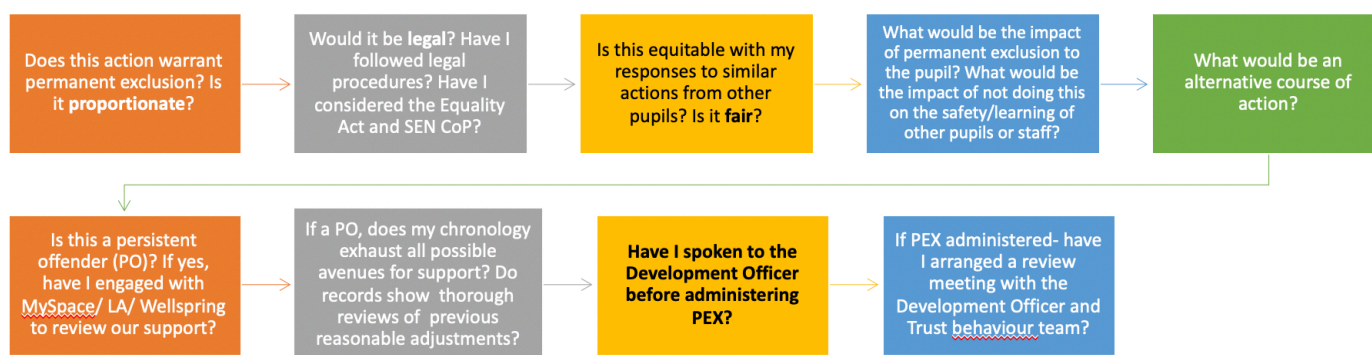 Does this action warrant
permanent exclusion? Is
it proportionate?
Would it be legal? Have I
followed legal
procedures? Have I
considered the Equality
Act and SEN CoP?
Is this equitable with my
responses to similar
actions from other
pupils? Is it fair?
What would be the impact
of permanent exclusion to
the pupil? What would be
the impact of not doing this
on the safety/learning of
other pupils or staff?
What would be an
alternative course of
action?
Is this a persistent
offender (PO)? If yes,
have I engaged with
MySpace/ LA/ Wellspring
to review our support?
If a PO, does my chronology
exhaust all possible
avenues for support? Do
records show thorough
reviews of previous
reasonable adjustments?
Have I spoken to the
Development Officer
before administering
PEX?
If PEX administered- have
I arranged a review
meeting with the
Development Officer and
Trust behaviour team?